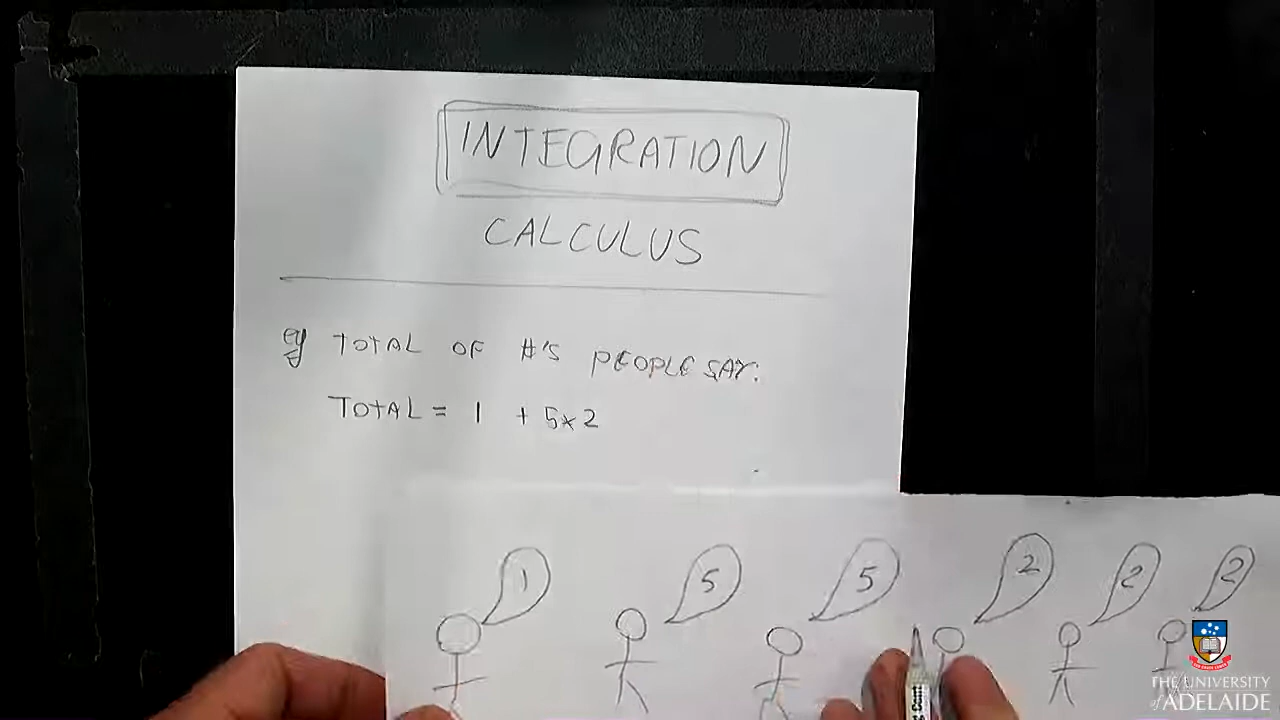 INTEGRATION
CALCULUS
eg TOTAL OF #'S PEOPLE SAY:
TOTAL = 1 + 5×2
1 5 5 2 2 2
THE UNIVERSITY
of ADELAIDE